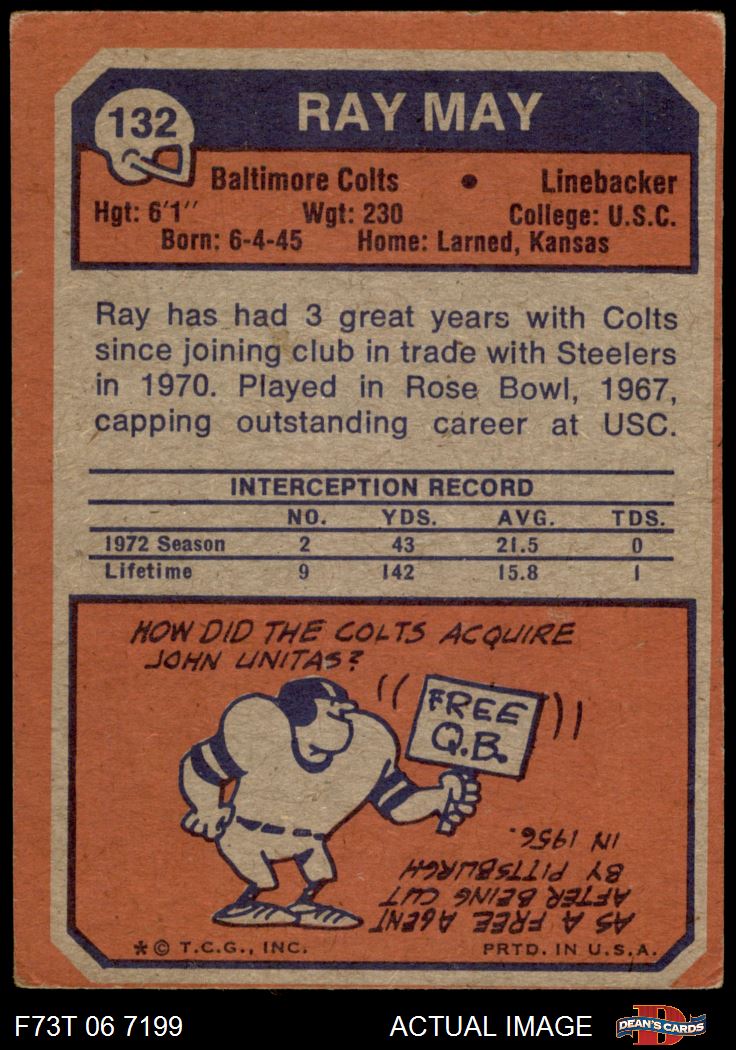 132
RAY MAY
Baltimore Colts • Linebacker
Hgt: 6'1" Wgt: 230 College: U.S.C.
Born: 6-4-45 Home: Larned, Kansas
Ray has had 3 great years with Colts
since joining club in trade with Steelers
in 1970. Played in Rose Bowl, 1967,
capping outstanding career at USC.
INTERCEPTION RECORD
NO. YDS. AVG. TDS.
1972 Season 2 43 21.5 0
Lifetime 9 142 15.8 1
HOW DID THE COLTS ACQUIRE
JOHN UNITAS?
FREE
Q.B.
AS A FREE AGENT
AFTER BEING CUT
BY PITTSBURGH
IN 1956.
* © T.C.G., INC. PRTD. IN U.S.A.
F73T 06 7199 ACTUAL IMAGE
D
DEAN'S CARDS